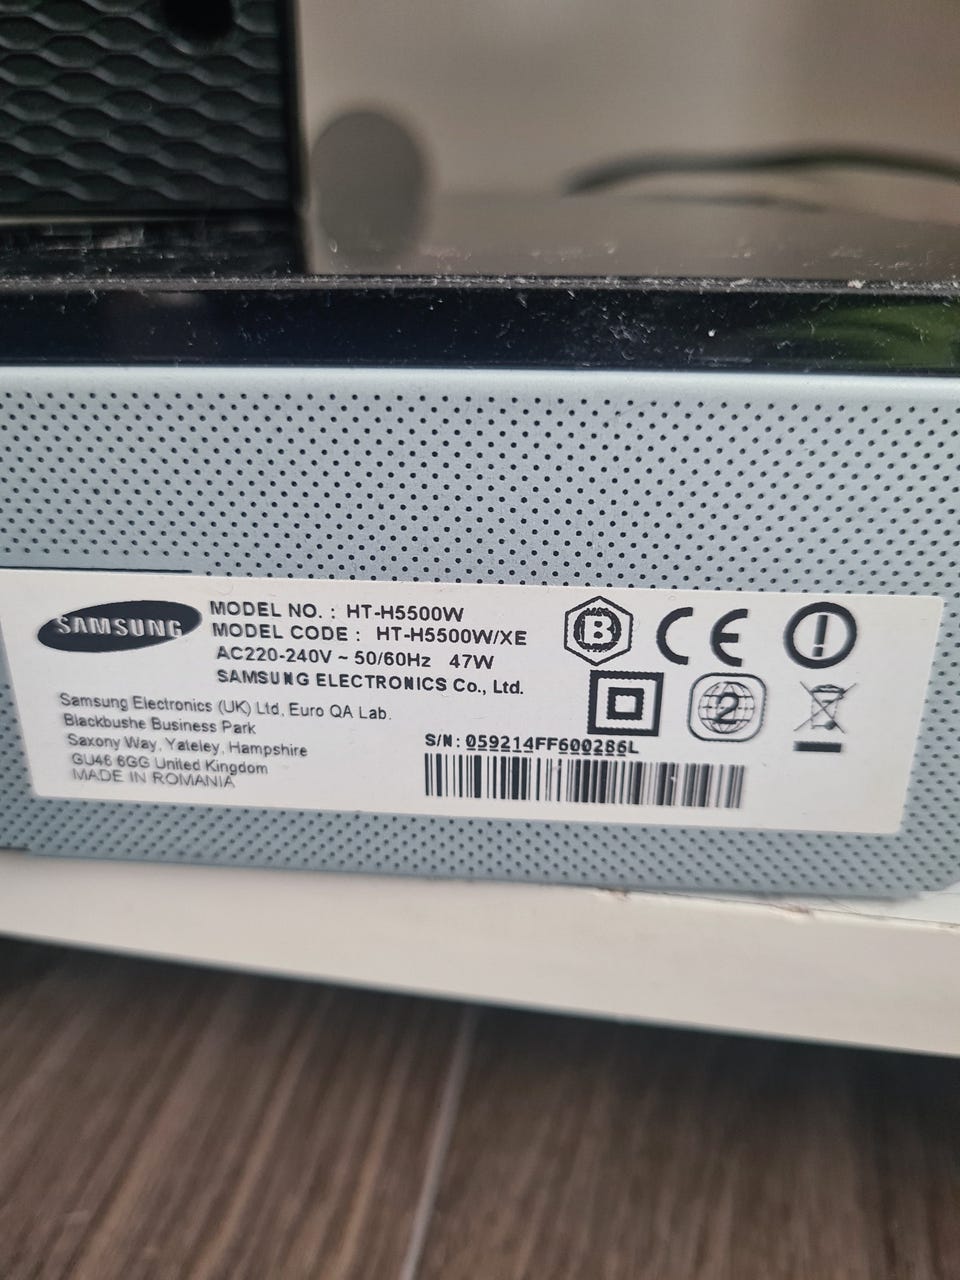 SAMSUNG
MODEL NO. : HT-H5500W
MODEL CODE : HT-H5500W/XE
AC220-240V ~ 50/60Hz 47W
SAMSUNG ELECTRONICS Co., Ltd.
Samsung Electronics (UK) Ltd, Euro QA Lab.
Blackbushe Business Park
Saxony Way, Yateley, Hampshire
GU46 6GG United Kingdom
MADE IN ROMANIA
B
CE
2
S/N: 059214FF600286L